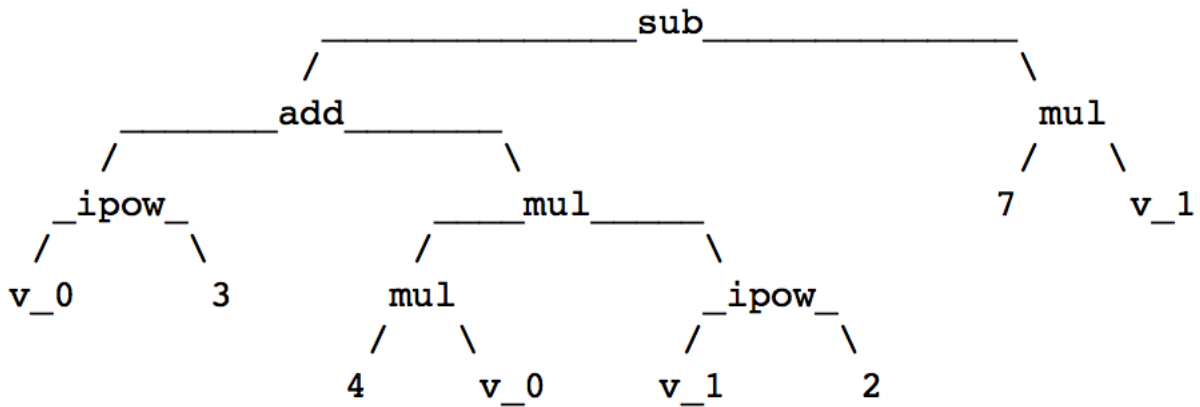 sub
add mul
_ipow_ mul 7 v_1
v_0 3 mul _ipow_
4 v_0 v_1 2